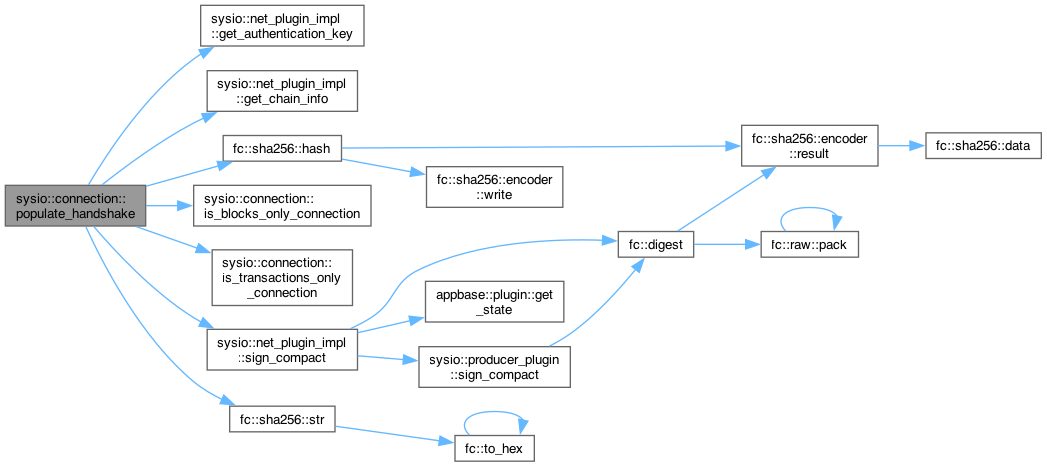 sysio::net_plugin_impl
::get_authentication_key
sysio::net_plugin_impl
::get_chain_info
fc::sha256::hash
fc::sha256::encoder
::result
fc::sha256::data
fc::sha256::encoder
::write
sysio::connection::
populate_handshake
sysio::connection::
is_blocks_only_connection
fc::digest
fc::raw::pack
sysio::connection::
is_transactions_only
_connection
appbase::plugin::get
_state
sysio::net_plugin_impl
::sign_compact
sysio::producer_plugin
::sign_compact
fc::sha256::str
fc::to_hex